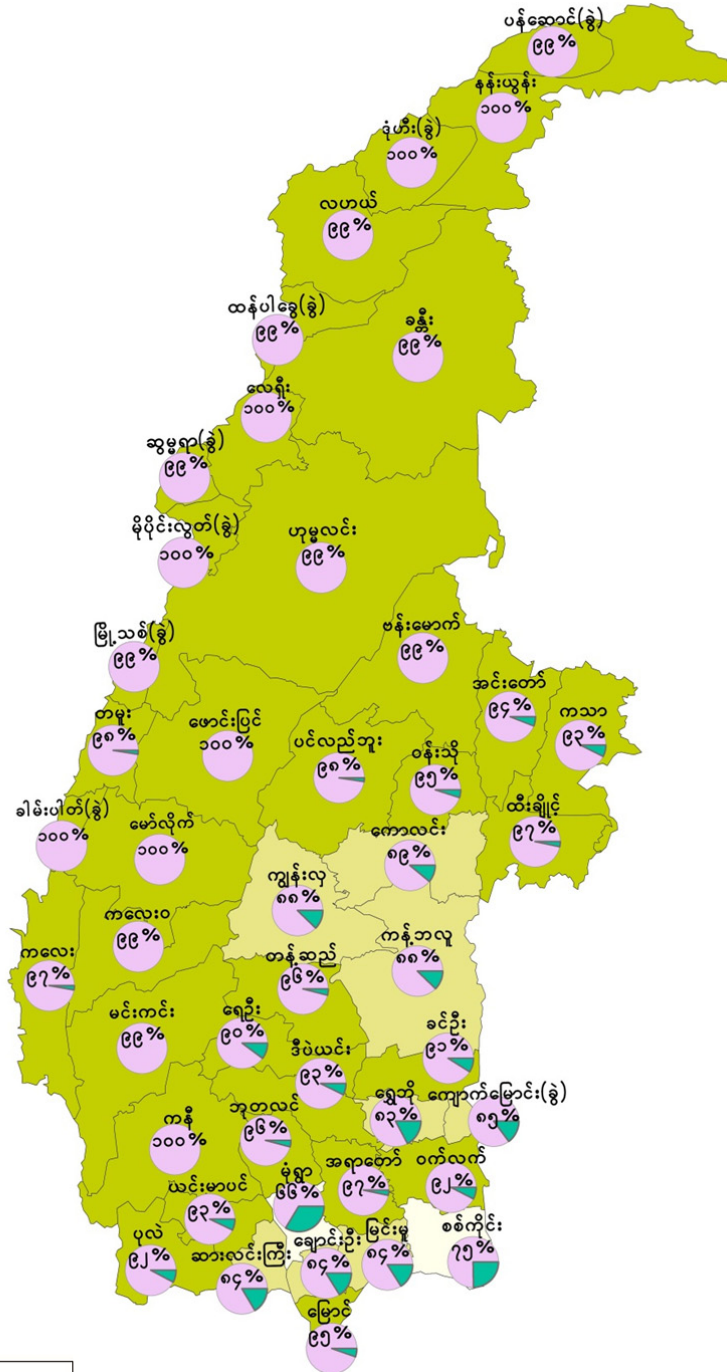 ပန်ဆောင်(ခွဲ)
၉၉%
နန်းယွန်း
၁၀၀%
ဒုံဟီး(ခွဲ)
၁၀၀%
လဟယ်
၉၉%
ထန်ပါခွေ(ခွဲ)
၉၉%
ခန္တီး
၉၉%
လေရှီး
၁၀၀%
ဆွမ္မရာ(ခွဲ)
၉၉%
မိုပိုင်းလွတ်(ခွဲ)
၁၀၀%
ဟုမ္မလင်း
၉၉%
မြို့သစ်(ခွဲ)
၉၉%
ဗန်းမောက်
၉၉%
အင်းတော်
၉၄%
ကသာ
၉၃%
တမူး
၉၈%
ဖောင်းပြင်
၁၀၀%
ပင်လည်ဘူး
၉၈%
ဝန်းသို
၉၅%
ထီးချိုင့်
၉၇%
ခါမ်းပါတ်(ခွဲ)
၁၀၀%
မော်လိုက်
၁၀၀%
ကောလင်း
၈၉%
ကျွန်းလှ
၈၈%
ကလေးဝ
၉၉%
ကန့်ဘလူ
၈၈%
ကလေး
၉၇%
တန့်ဆည်
၉၆%
မင်းကင်း
၉၉%
ရေဦး
၉၀%
ဒီပဲယင်း
၉၃%
ခင်ဦး
၉၁%
ရွှေဘို
၈၃%
ကျောက်မြောင်း(ခွဲ)
၈၅%
ကနီ
၁၀၀%
ဘုတလင်
၉၆%
မုံရွာ
၆၆%
အရာတော်
၉၇%
ဝက်လက်
၉၂%
ယင်းမာပင်
၉၃%
ပုလဲ
၉၂%
ဆားလင်းကြီး
၈၄%
ချောင်းဦး
၈၄%
မြင်းမူ
၈၄%
စစ်ကိုင်း
၇၅%
မြောင်
၉၅%